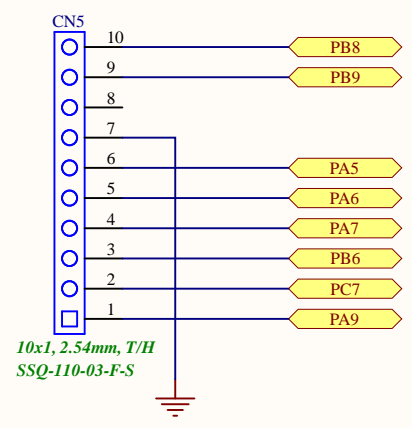 CN5
10 PB8
9 PB9
8
7
6 PA5
5 PA6
4 PA7
3 PB6
2 PC7
1 PA9
10x1, 2.54mm, T/H
SSQ-110-03-F-S